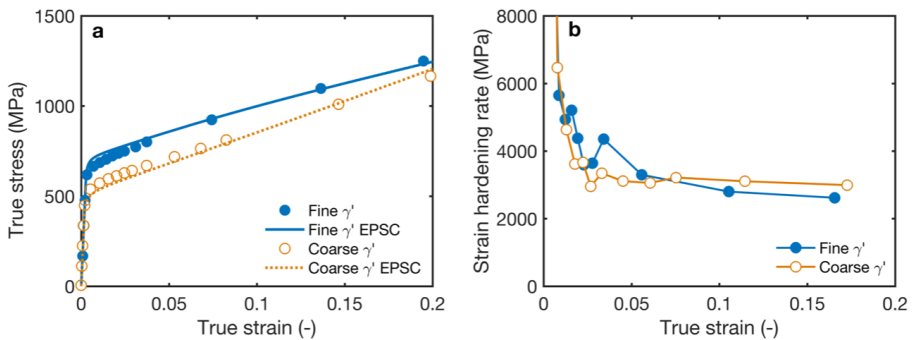 a
True stress (MPa)
1500
1000
500
0
Fine γ'
Fine γ' EPSC
Coarse γ'
Coarse γ' EPSC
0
0.05
0.1
0.15
0.2
True strain (-)
b
Strain hardening rate (MPa)
8000
6000
4000
2000
0
Fine γ'
Coarse γ'
0
0.05
0.1
0.15
0.2
True strain (-)